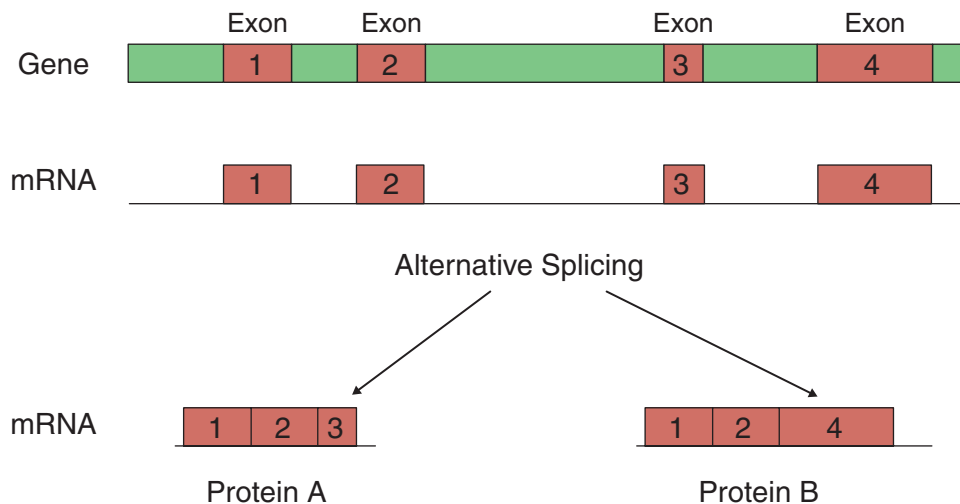 Exon Exon Exon Exon
Gene 1 2 3 4
mRNA 1 2 3 4
Alternative Splicing
mRNA 1 2 3 1 2 4
Protein A Protein B